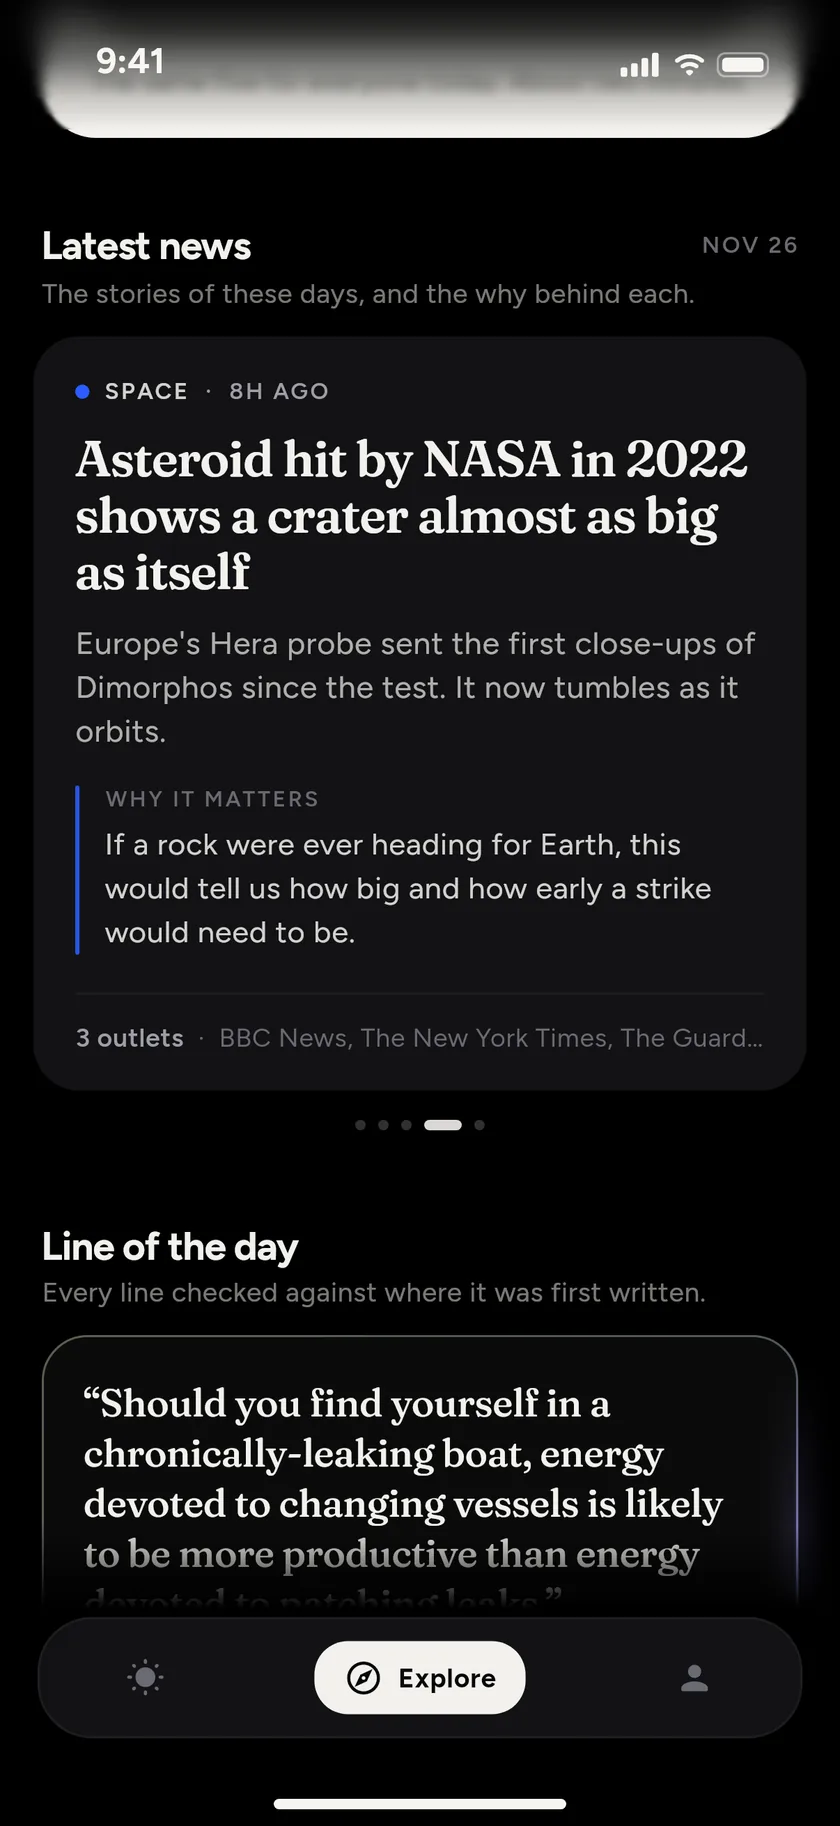 9:41
Latest news
NOV 26
The stories of these days, and the why behind each.
SPACE · 8H AGO
Asteroid hit by NASA in 2022
shows a crater almost as big
as itself
Europe's Hera probe sent the first close-ups of
Dimorphos since the test. It now tumbles as it
orbits.
WHY IT MATTERS
If a rock were ever heading for Earth, this
would tell us how big and how early a strike
would need to be.
3 outlets · BBC News, The New York Times, The Guard...
Line of the day
Every line checked against where it was first written.
“Should you find yourself in a
chronically-leaking boat, energy
devoted to changing vessels is likely
to be more productive than energy
devoted to patching leaks.”
Explore